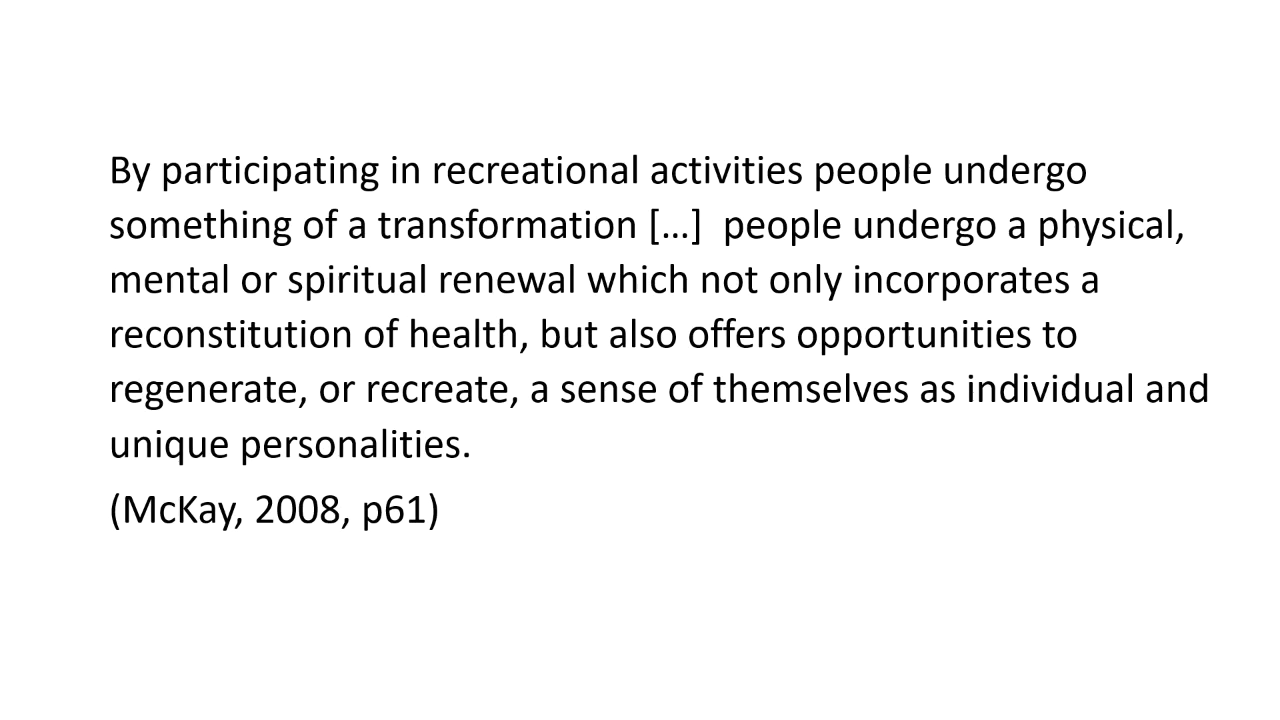 By participating in recreational activities people undergo
something of a transformation […]  people undergo a physical,
mental or spiritual renewal which not only incorporates a
reconstitution of health, but also offers opportunities to
regenerate, or recreate, a sense of themselves as individual and
unique personalities.
(McKay, 2008, p61)